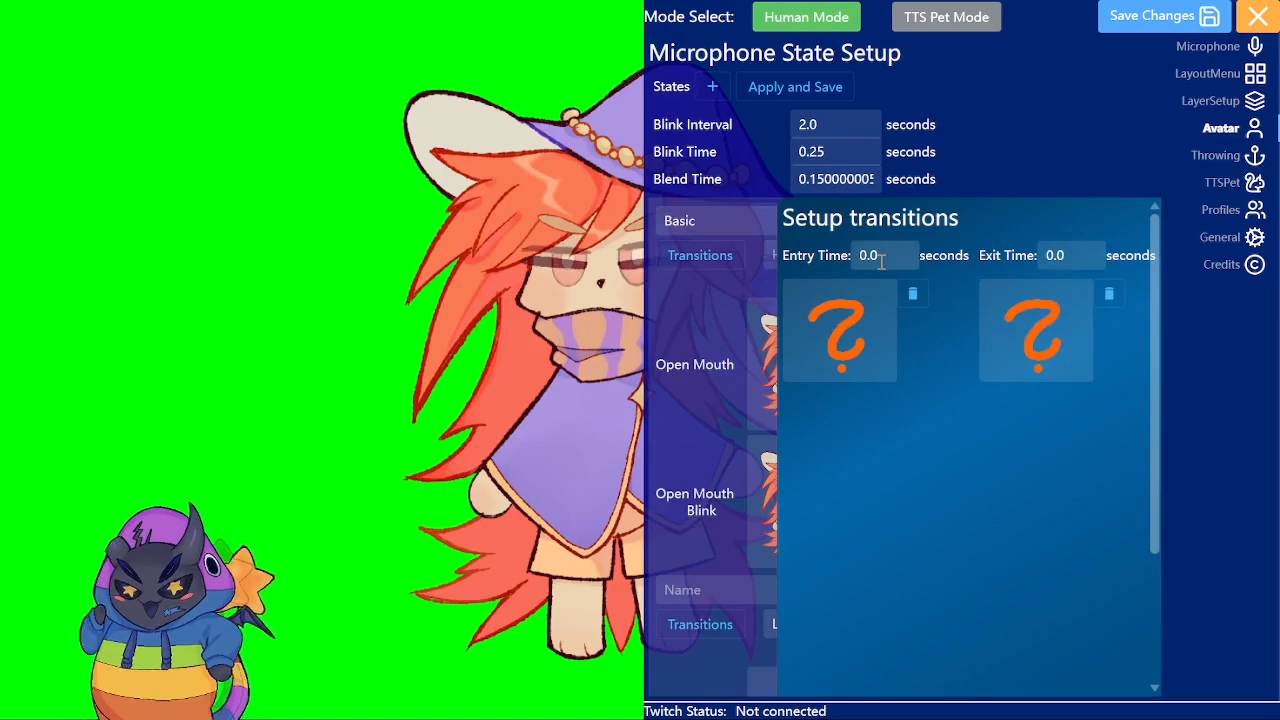 Mode Select: Human Mode TTS Pet Mode Save Changes
Microphone State Setup
Microphone
LayoutMenu
LayerSetup
Avatar
Throwing
TTSPet
Profiles
General
Credits
States + Apply and Save
Blink Interval 2.0 seconds
Blink Time 0.25 seconds
Blend Time 0.150000005 seconds
Basic
Transitions
Setup transitions
Entry Time: 0.0 seconds Exit Time: 0.0 seconds
? ?
Open Mouth
Open Mouth
Blink
Name
Transitions
Twitch Status: Not connected